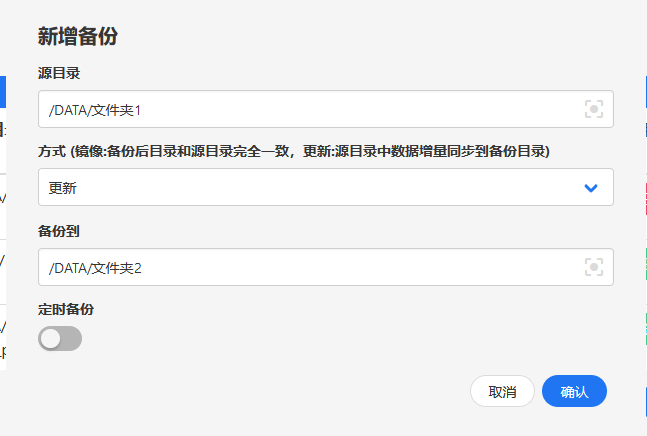 新增备份
源目录
/DATA/文件夹1
方式 (镜像:备份后目录和源目录完全一致，更新:源目录中数据增量同步到备份目录)
更新
备份到
/DATA/文件夹2
定时备份
取消
确认